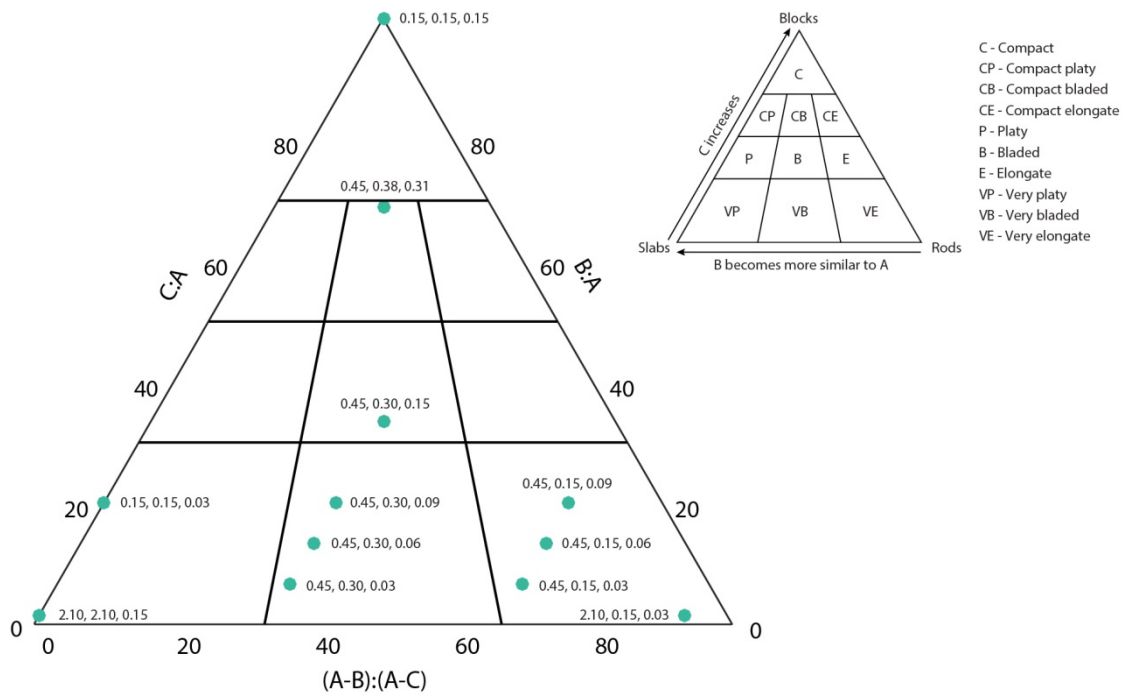 0.15, 0.15, 0.15
80
80
0.45, 0.38, 0.31
60
60
C:A
B:A
40
40
0.45, 0.30, 0.15
20
20
0.15, 0.15, 0.03
0.45, 0.30, 0.09
0.45, 0.15, 0.09
0.45, 0.30, 0.06
0.45, 0.15, 0.06
0.45, 0.30, 0.03
0.45, 0.15, 0.03
2.10, 2.10, 0.15
2.10, 0.15, 0.03
0
0
0
20
40
60
80
(A-B):(A-C)
Blocks
C increases
C
CP
CB
CE
P
B
E
VP
VB
VE
Slabs
Rods
B becomes more similar to A
C - Compact
CP - Compact platy
CB - Compact bladed
CE - Compact elongate
P - Platy
B - Bladed
E - Elongate
VP - Very platy
VB - Very bladed
VE - Very elongate